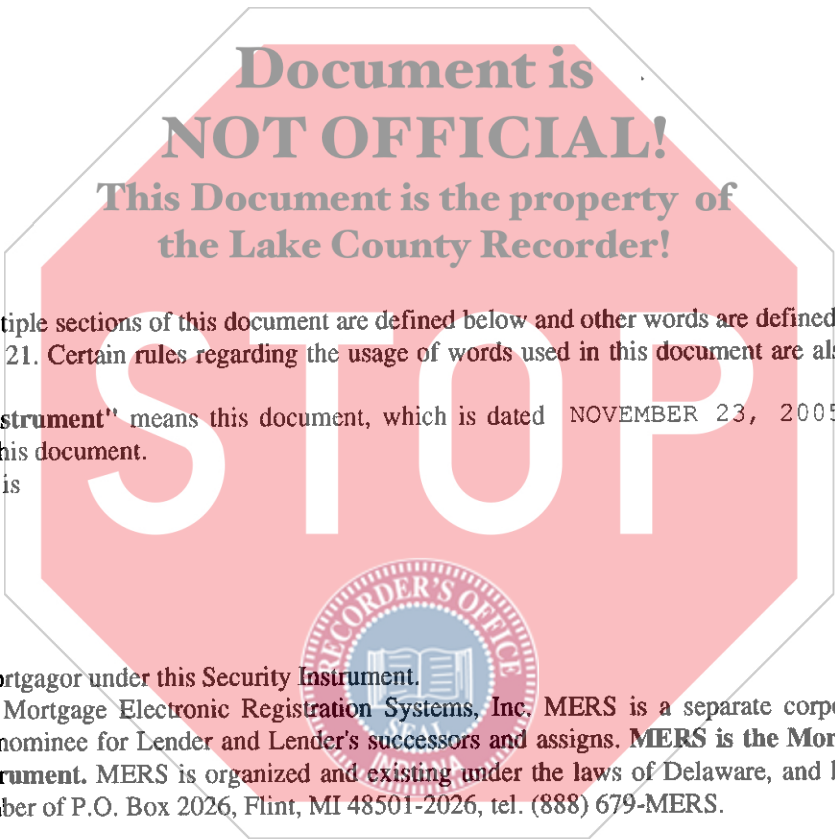 Document is
NOT OFFICIAL!
This Document is the property of
the Lake County Recorder!
tiple sections of this document are defined below and other words are defined
21. Certain rules regarding the usage of words used in this document are als
strument" means this document, which is dated NOVEMBER 23, 2005
his document.
is
STOP
RECORDER'S OFFICE
ortgagor under this Security Instrument.
Mortgage Electronic Registration Systems, Inc. MERS is a separate corpo
nominee for Lender and Lender's successors and assigns. MERS is the Mor
rument. MERS is organized and existing under the laws of Delaware, and
ber of P.O. Box 2026, Flint, MI 48501-2026, tel. (888) 679-MERS.
SEAL
INDIANA